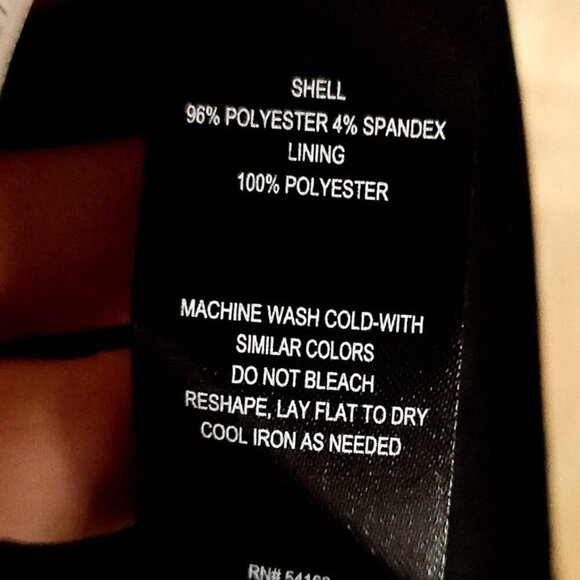 SHELL
96% POLYESTER 4% SPANDEX
LINING
100% POLYESTER
MACHINE WASH COLD-WITH
SIMILAR COLORS
DO NOT BLEACH
RESHAPE, LAY FLAT TO DRY
COOL IRON AS NEEDED
RN#